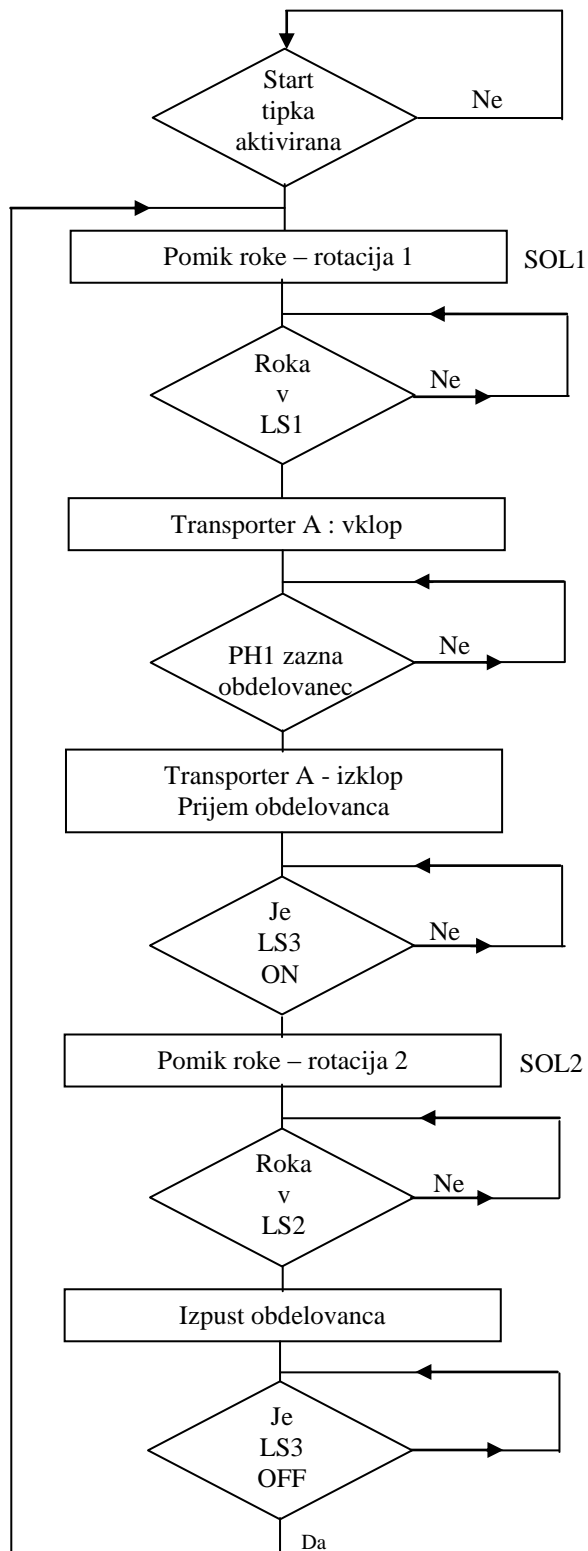 Start
tipka
aktivirana
Ne
Pomik roke – rotacija 1
SOL1
Roka
v
LS1
Ne
Transporter A : vklop
PH1 zazna
obdelovanec
Ne
Transporter A - izklop
Prijem obdelovanca
Je
LS3
ON
Ne
Pomik roke – rotacija 2
SOL2
Roka
v
LS2
Ne
Izpust obdelovanca
Je
LS3
OFF
Da